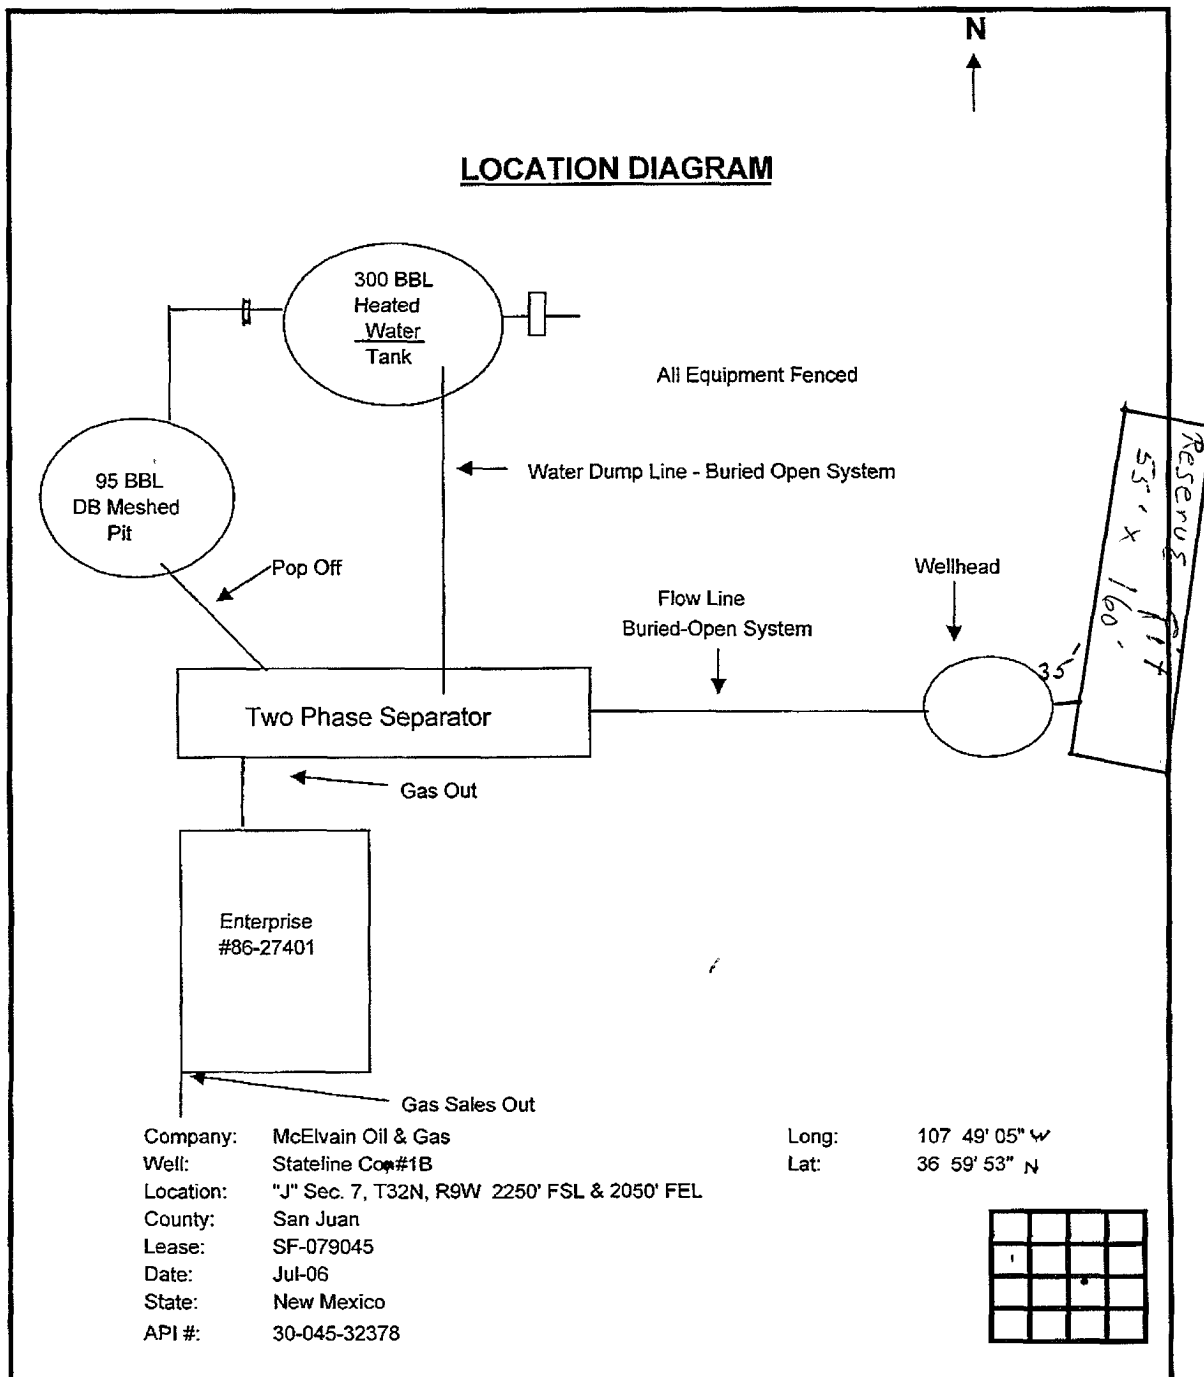 N
LOCATION DIAGRAM
300 BBL
Heated
Water
Tank
All Equipment Fenced
95 BBL
DB Meshed
Pit
Water Dump Line - Buried Open System
Reserve Pit
55' x 160'
Pop Off
Wellhead
Flow Line
Buried-Open System
35'
Two Phase Separator
Gas Out
Enterprise
#86-27401
Gas Sales Out
Company: McElvain Oil & Gas
Long: 107 49' 05" W
Well: Stateline Com #1B
Lat: 36 59' 53" N
Location: "J" Sec. 7, T32N, R9W 2250' FSL & 2050' FEL
County: San Juan
Lease: SF-079045
Date: Jul-06
State: New Mexico
API #: 30-045-32378